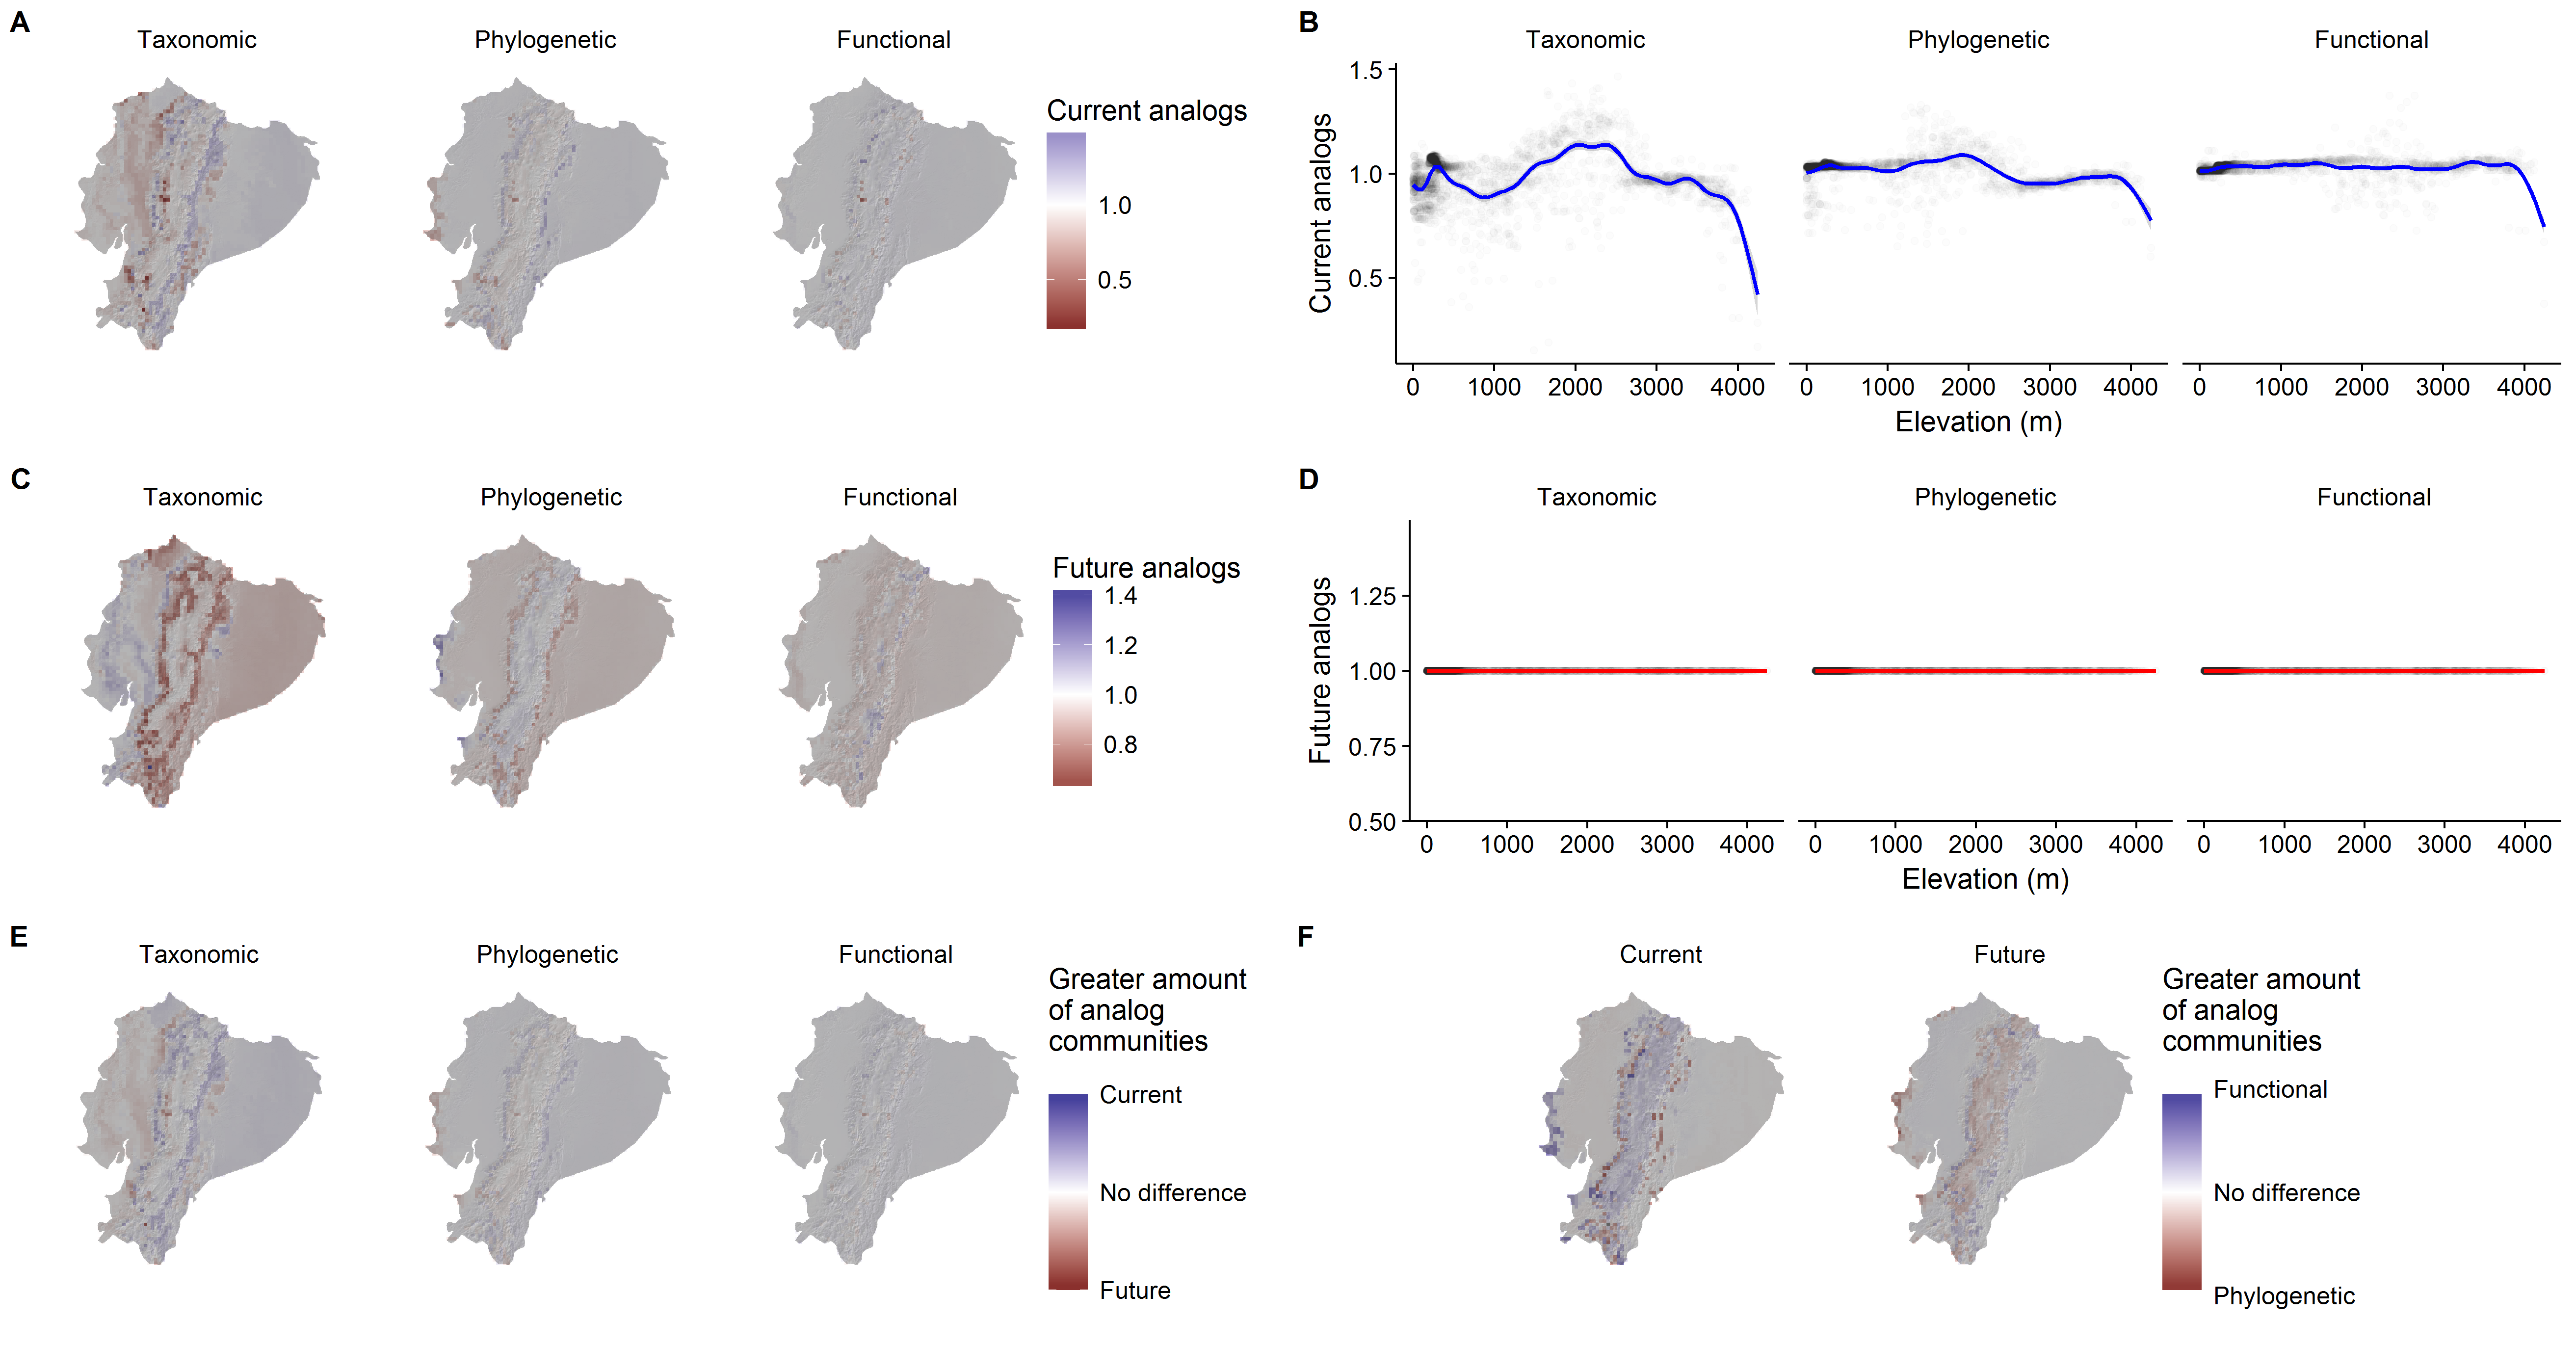 A
Taxonomic
Phylogenetic
Functional
Current analogs
1.0
0.5
B
Taxonomic
Phylogenetic
Functional
Current analogs
1.5
1.0
0.5
0 1000 2000 3000 4000
0 1000 2000 3000 4000
0 1000 2000 3000 4000
Elevation (m)
C
Taxonomic
Phylogenetic
Functional
Future analogs
1.4
1.2
1.0
0.8
D
Taxonomic
Phylogenetic
Functional
Future analogs
1.25
1.00
0.75
0.50
0 1000 2000 3000 4000
0 1000 2000 3000 4000
0 1000 2000 3000 4000
Elevation (m)
E
Taxonomic
Phylogenetic
Functional
Greater amount
of analog
communities
Current
No difference
Future
F
Current
Future
Greater amount
of analog
communities
Functional
No difference
Phylogenetic